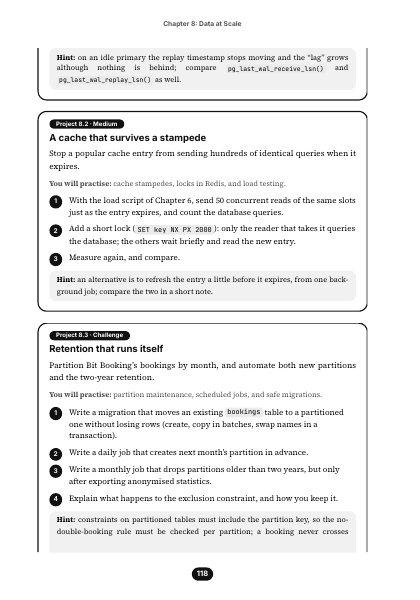 Chapter 8: Data at Scale
Hint: on an idle primary the replay timestamp stops moving and the “lag” grows
although nothing is behind; compare pg_last_wal_receive_lsn() and
pg_last_wal_replay_lsn() as well.
Project 8.2 · Medium
A cache that survives a stampede
Stop a popular cache entry from sending hundreds of identical queries when it
expires.
You will practise: cache stampedes, locks in Redis, and load testing.
1 With the load script of Chapter 6, send 50 concurrent reads of the same slots
just as the entry expires, and count the database queries.
2 Add a short lock ( SET key NX PX 2000 ): only the reader that takes it queries
the database; the others wait briefly and read the new entry.
3 Measure again, and compare.
Hint: an alternative is to refresh the entry a little before it expires, from one back-
ground job; compare the two in a short note.
Project 8.3 · Challenge
Retention that runs itself
Partition Bit Booking’s bookings by month, and automate both new partitions
and the two-year retention.
You will practise: partition maintenance, scheduled jobs, and safe migrations.
1 Write a migration that moves an existing bookings table to a partitioned
one without losing rows (create, copy in batches, swap names in a
transaction).
2 Write a daily job that creates next month’s partition in advance.
3 Write a monthly job that drops partitions older than two years, but only
after exporting anonymised statistics.
4 Explain what happens to the exclusion constraint, and how you keep it.
Hint: constraints on partitioned tables must include the partition key, so the no-
double-booking rule must be checked per partition; a booking never crosses
118